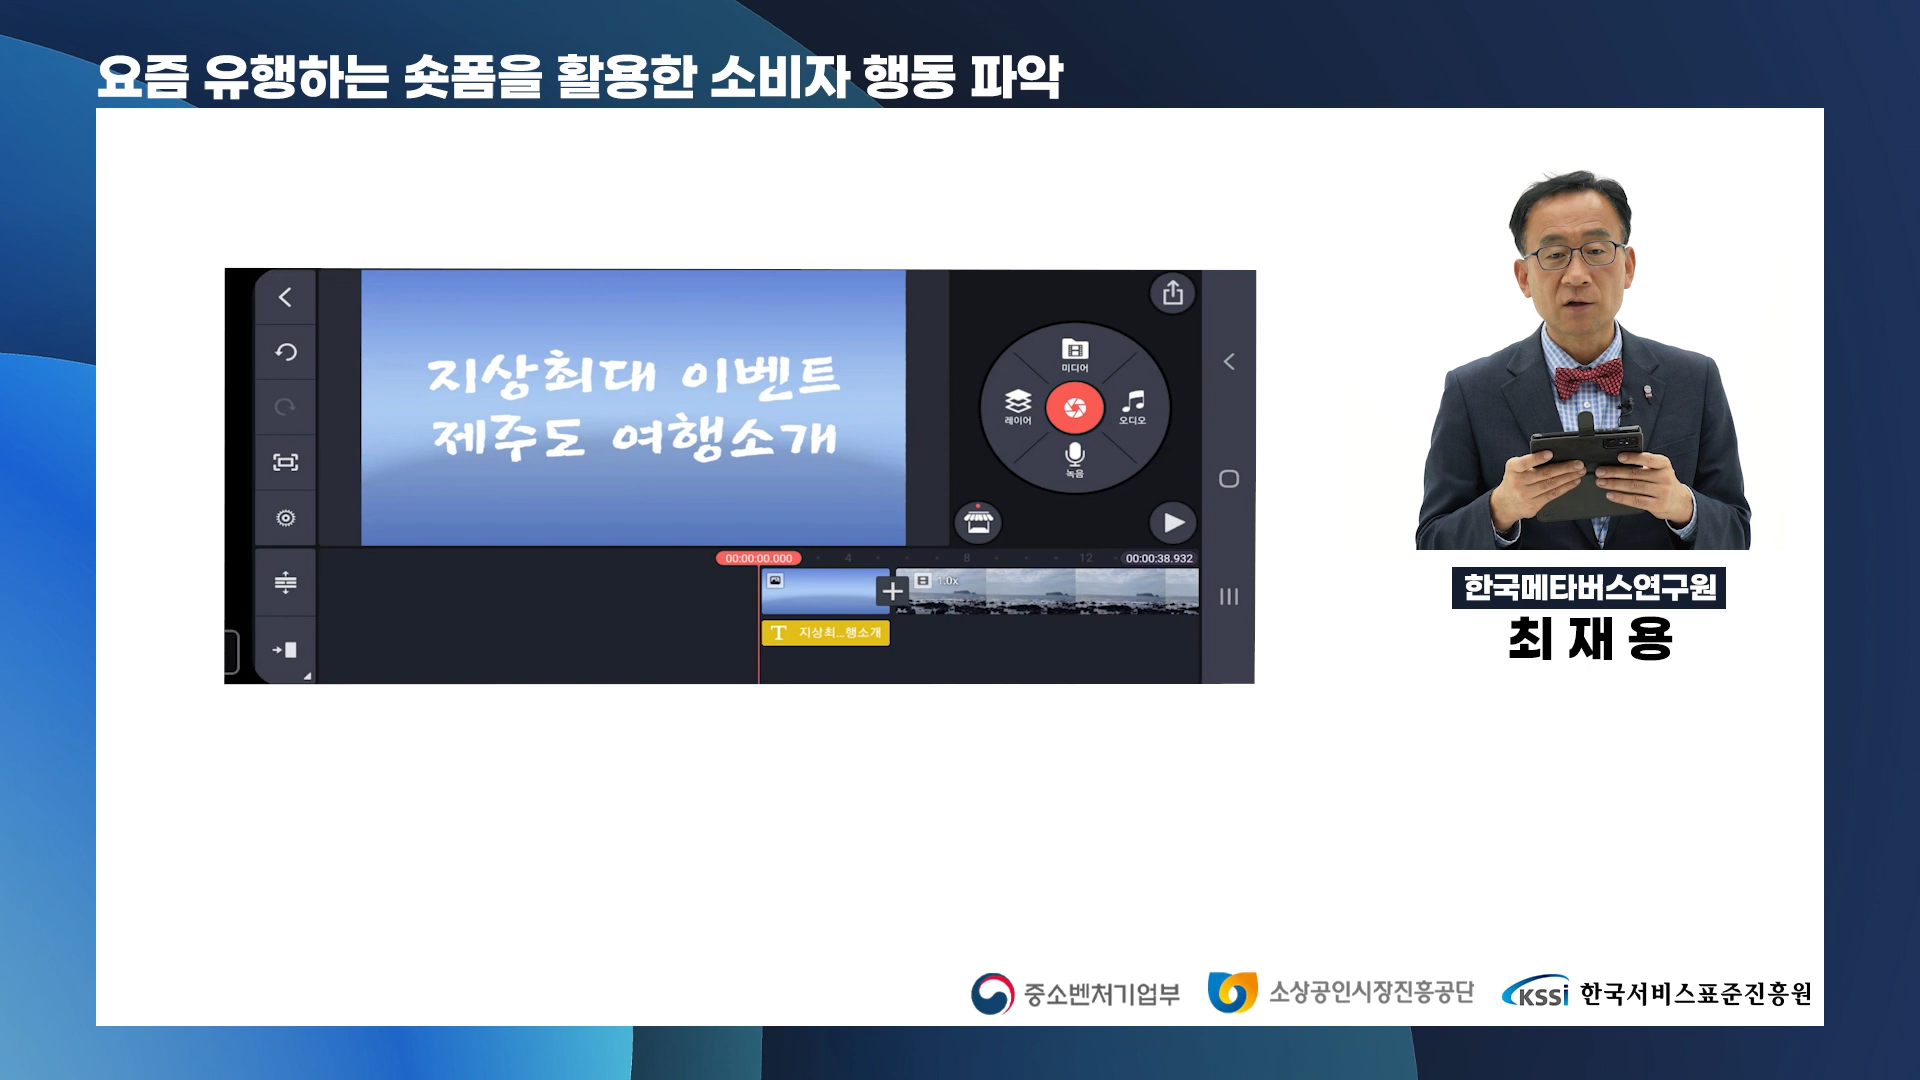 요즘 유행하는 숏폼을 활용한 소비자 행동 파악
지상최대 이벤트
제주도 여행소개
미디어
레이어
오디오
녹음
00:00:00.000
4
8
12
00:00:38.932
1.0x
T 지상최...행소개
한국메타버스연구원
최재용
중소벤처기업부
소상공인시장진흥공단
KSSi 한국서비스표준진흥원